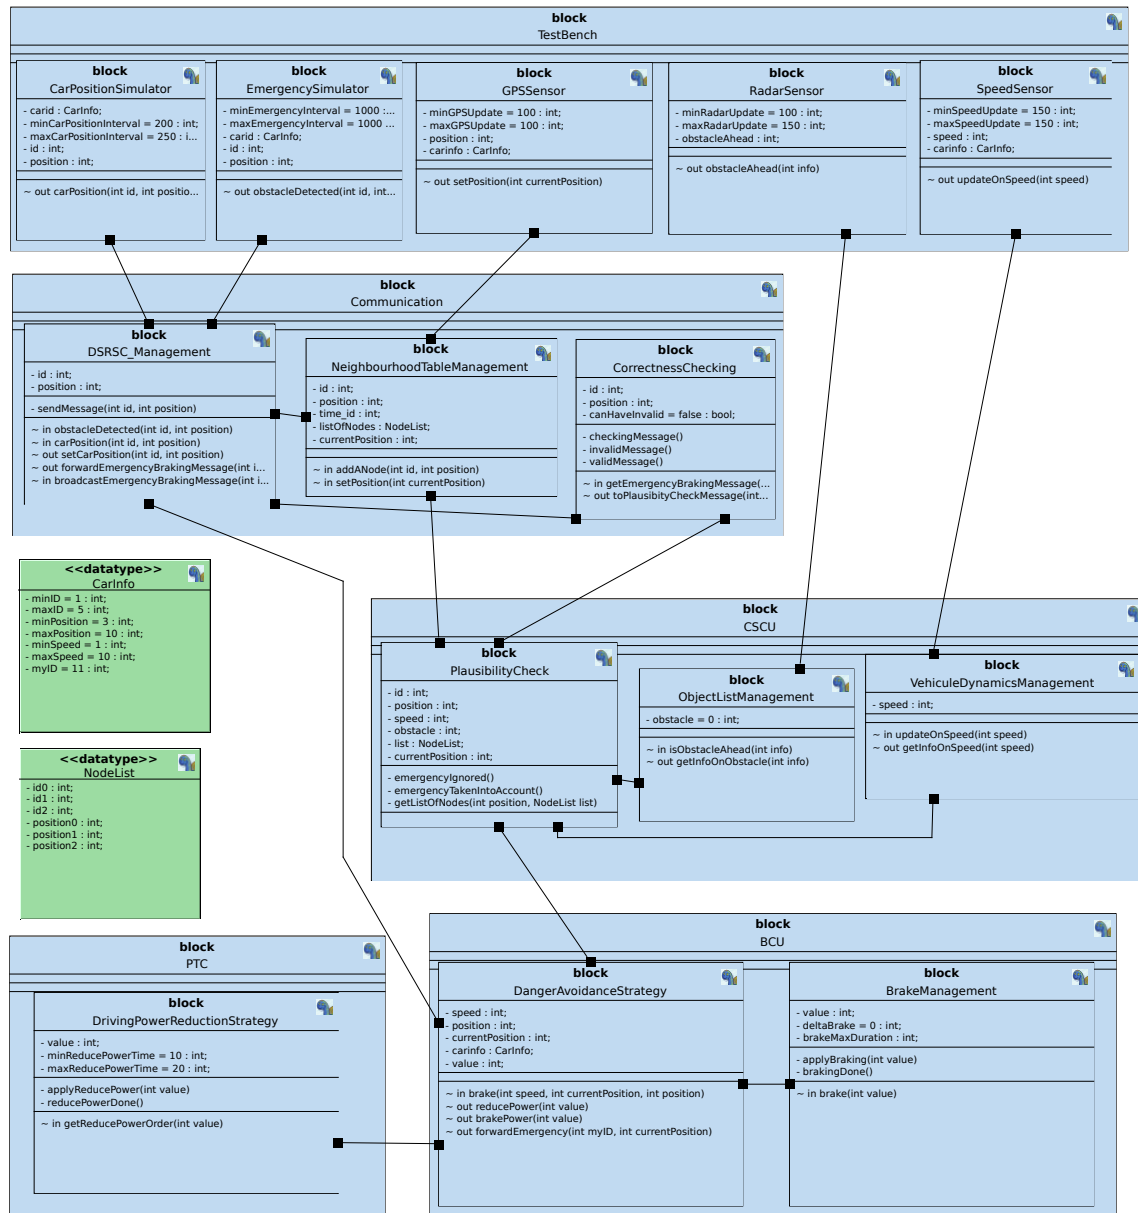 block
TestBench
block
CarPositionSimulator
- carid : CarInfo;
- minCarPositionInterval = 200 : int;
- maxCarPositionInterval = 250 : i...
- id : int;
- position : int;
~ out carPosition(int id, int positio...
block
EmergencySimulator
- minEmergencyInterval = 1000 :...
- maxEmergencyInterval = 1000 ...
- carid : CarInfo;
- id : int;
- position : int;
~ out obstacleDetected(int id, int...
block
GPSSensor
- minGPSUpdate = 100 : int;
- maxGPSUpdate = 100 : int;
- position : int;
- carinfo : CarInfo;
~ out setPosition(int currentPosition)
block
RadarSensor
- minRadarUpdate = 100 : int;
- maxRadarUpdate = 150 : int;
- obstacleAhead : int;
~ out obstacleAhead(int info)
block
SpeedSensor
- minSpeedUpdate = 150 : int;
- maxSpeedUpdate = 150 : int;
- speed : int;
- carinfo : CarInfo;
~ out updateOnSpeed(int speed)
block
Communication
block
DSRSC_Management
- id : int;
- position : int;
- sendMessage(int id, int position)
~ in obstacleDetected(int id, int position)
~ in carPosition(int id, int position)
~ out setCarPosition(int id, int position)
~ out forwardEmergencyBrakingMessage(int i...
~ in broadcastEmergencyBrakingMessage(int i...
block
NeighbourhoodTableManagement
- id : int;
- position : int;
- time_id : int;
- listOfNodes : NodeList;
- currentPosition : int;
~ in addANode(int id, int position)
~ in setPosition(int currentPosition)
block
CorrectnessChecking
- id : int;
- position : int;
- canHaveInvalid = false : bool;
- checkingMessage()
- invalidMessage()
- validMessage()
~ in getEmergencyBrakingMessage(...
~ out toPlausibityCheckMessage(int...
<<datatype>>
CarInfo
- minID = 1 : int;
- maxID = 5 : int;
- minPosition = 3 : int;
- maxPosition = 10 : int;
- minSpeed = 1 : int;
- maxSpeed = 10 : int;
- myID = 11 : int;
<<datatype>>
NodeList
- id0 : int;
- id1 : int;
- id2 : int;
- position0 : int;
- position1 : int;
- position2 : int;
block
CSCU
block
PlausibilityCheck
- id : int;
- position : int;
- speed : int;
- obstacle : int;
- list : NodeList;
- currentPosition : int;
- emergencyIgnored()
- emergencyTakenIntoAccount()
- getListOfNodes(int position, NodeList list)
block
ObjectListManagement
- obstacle = 0 : int;
~ in isObstacleAhead(int info)
~ out getInfoOnObstacle(int info)
block
VehiculeDynamicsManagement
- speed : int;
~ in updateOnSpeed(int speed)
~ out getInfoOnSpeed(int speed)
block
PTC
block
DrivingPowerReductionStrategy
- value : int;
- minReducePowerTime = 10 : int;
- maxReducePowerTime = 20 : int;
- applyReducePower(int value)
- reducePowerDone()
~ in getReducePowerOrder(int value)
block
BCU
block
DangerAvoidanceStrategy
- speed : int;
- position : int;
- currentPosition : int;
- carinfo : CarInfo;
- value : int;
~ in brake(int speed, int currentPosition, int position)
~ out reducePower(int value)
~ out brakePower(int value)
~ out forwardEmergency(int myID, int currentPosition)
block
BrakeManagement
- value : int;
- deltaBrake = 0 : int;
- brakeMaxDuration : int;
- applyBraking(int value)
- brakingDone()
~ in brake(int value)